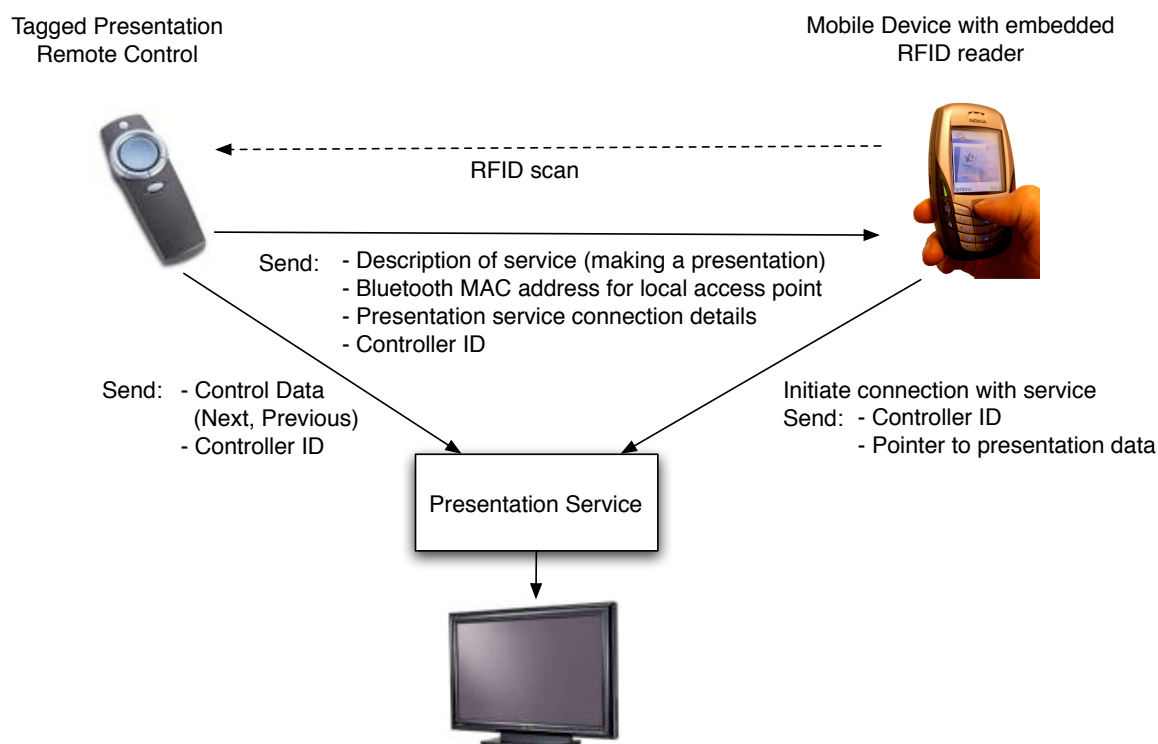 Tagged Presentation
Remote Control
Mobile Device with embedded
RFID reader
NOKIA
RFID scan
Send: - Description of service (making a presentation)
- Bluetooth MAC address for local access point
- Presentation service connection details
- Controller ID
Send: - Control Data
(Next, Previous)
- Controller ID
Initiate connection with service
Send: - Controller ID
- Pointer to presentation data
Presentation Service